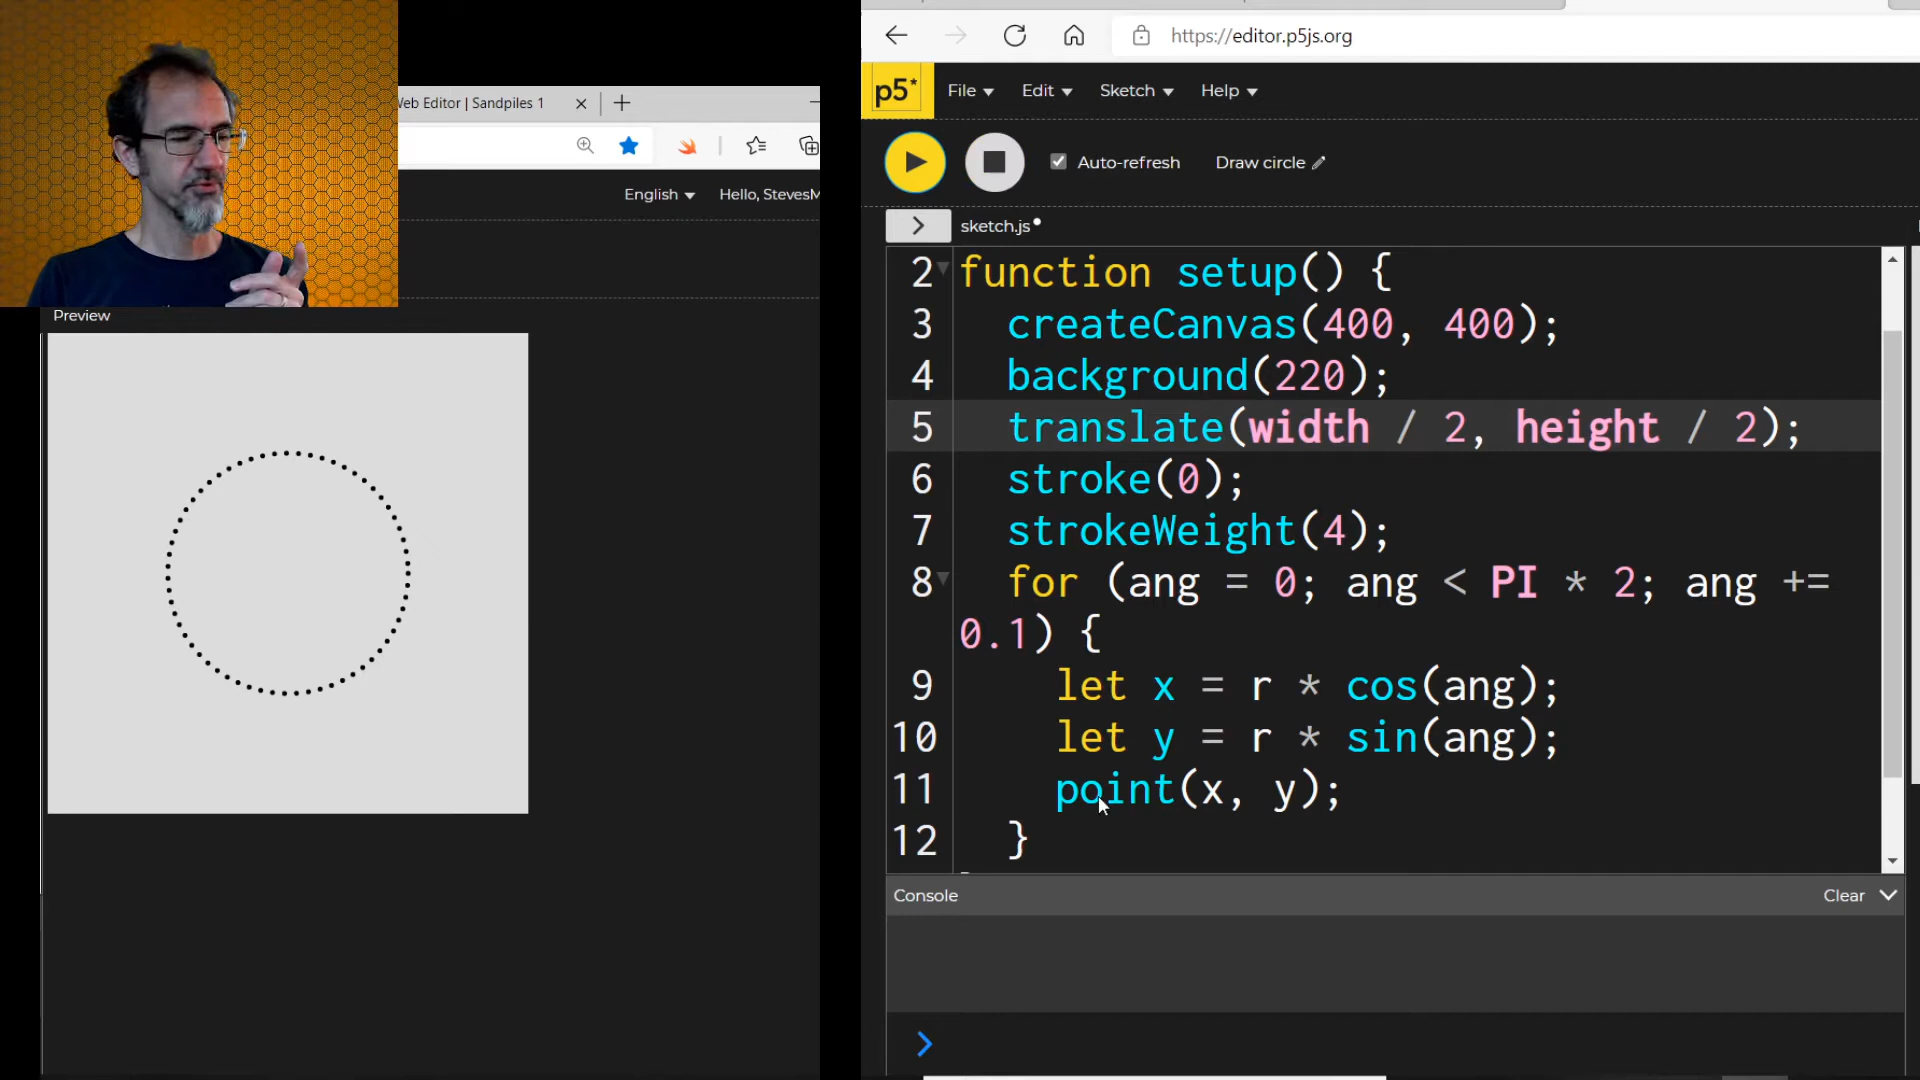 Web Editor | Sandpiles 1
English
Hello, StevesM
Preview
https://editor.p5js.org
p5*
File
Edit
Sketch
Help
Auto-refresh
Draw circle
sketch.js
2 function setup() {
3 createCanvas(400, 400);
4 background(220);
5 translate(width / 2, height / 2);
6 stroke(0);
7 strokeWeight(4);
8 for (ang = 0; ang < PI * 2; ang +=
0.1) {
9 let x = r * cos(ang);
10 let y = r * sin(ang);
11 point(x, y);
12 }
Console
Clear